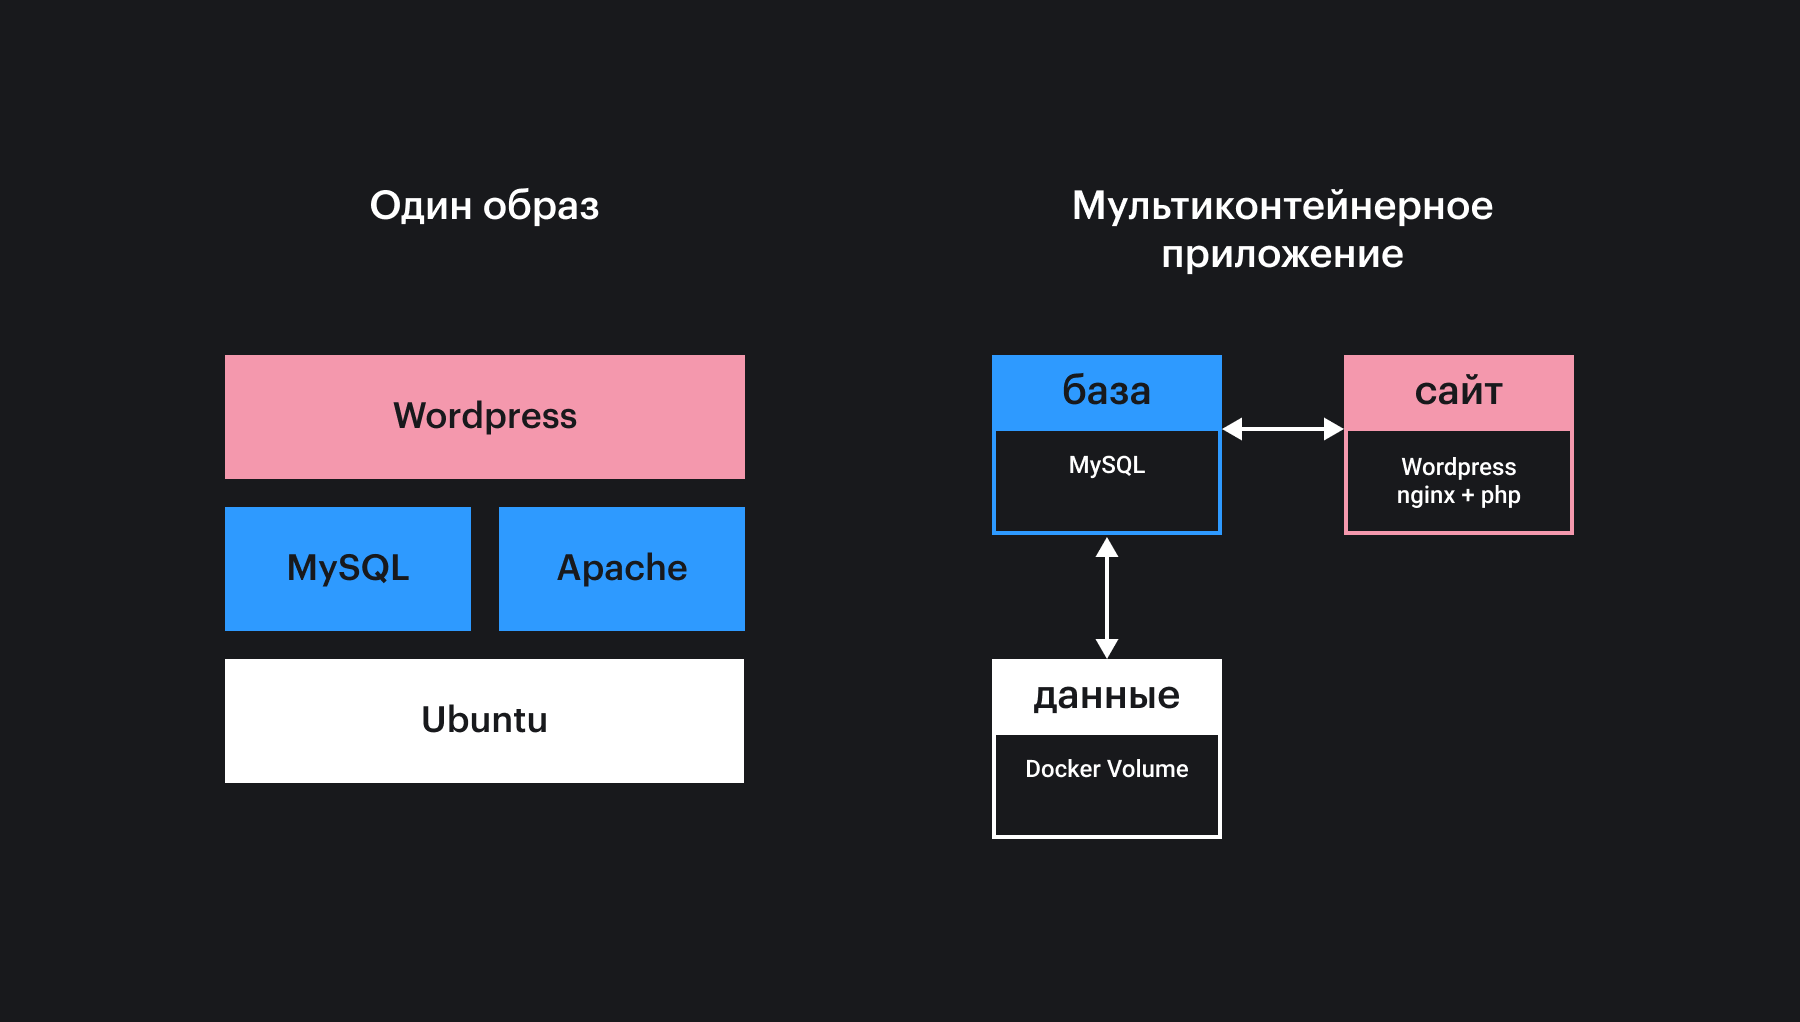 Один образ
Wordpress
MySQL
Apache
Ubuntu
Мультиконтейнерное
приложение
база
MySQL
сайт
Wordpress
nginx + php
данные
Docker Volume